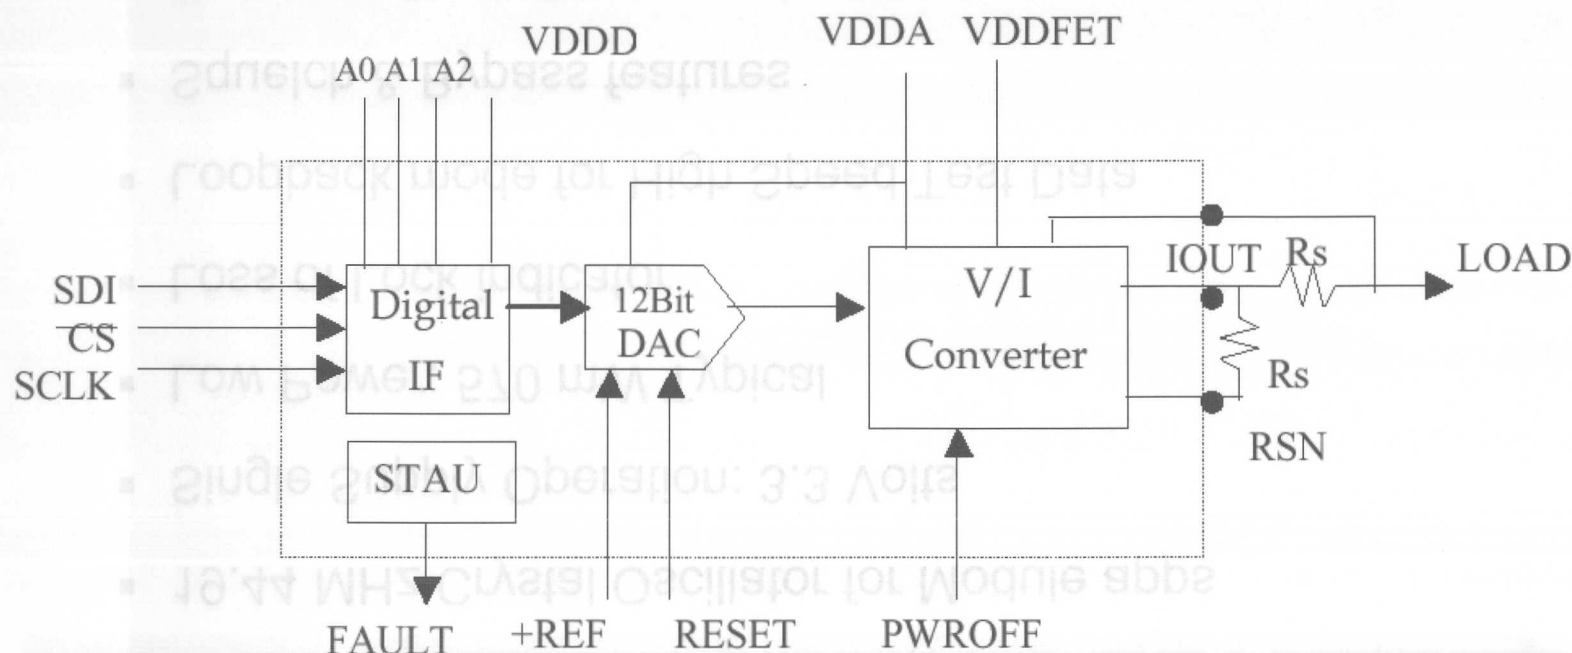 VDDD
VDDA VDDFET
A0 A1 A2
Squelch & Bypass features
Loopback mode for High Speed Test Data
IOUT Rs LOAD
Loss of Lock indicator
SDI
CS
SCLK
Digital
IF
12Bit
DAC
V/I
Converter
Rs
RSN
Low Power: 570 mW Typical
STAU
Single Supply Operation: 3.3 Volts
19.44 MHz Crystal Oscillator for Module apps
FAULT +REF RESET PWROFF